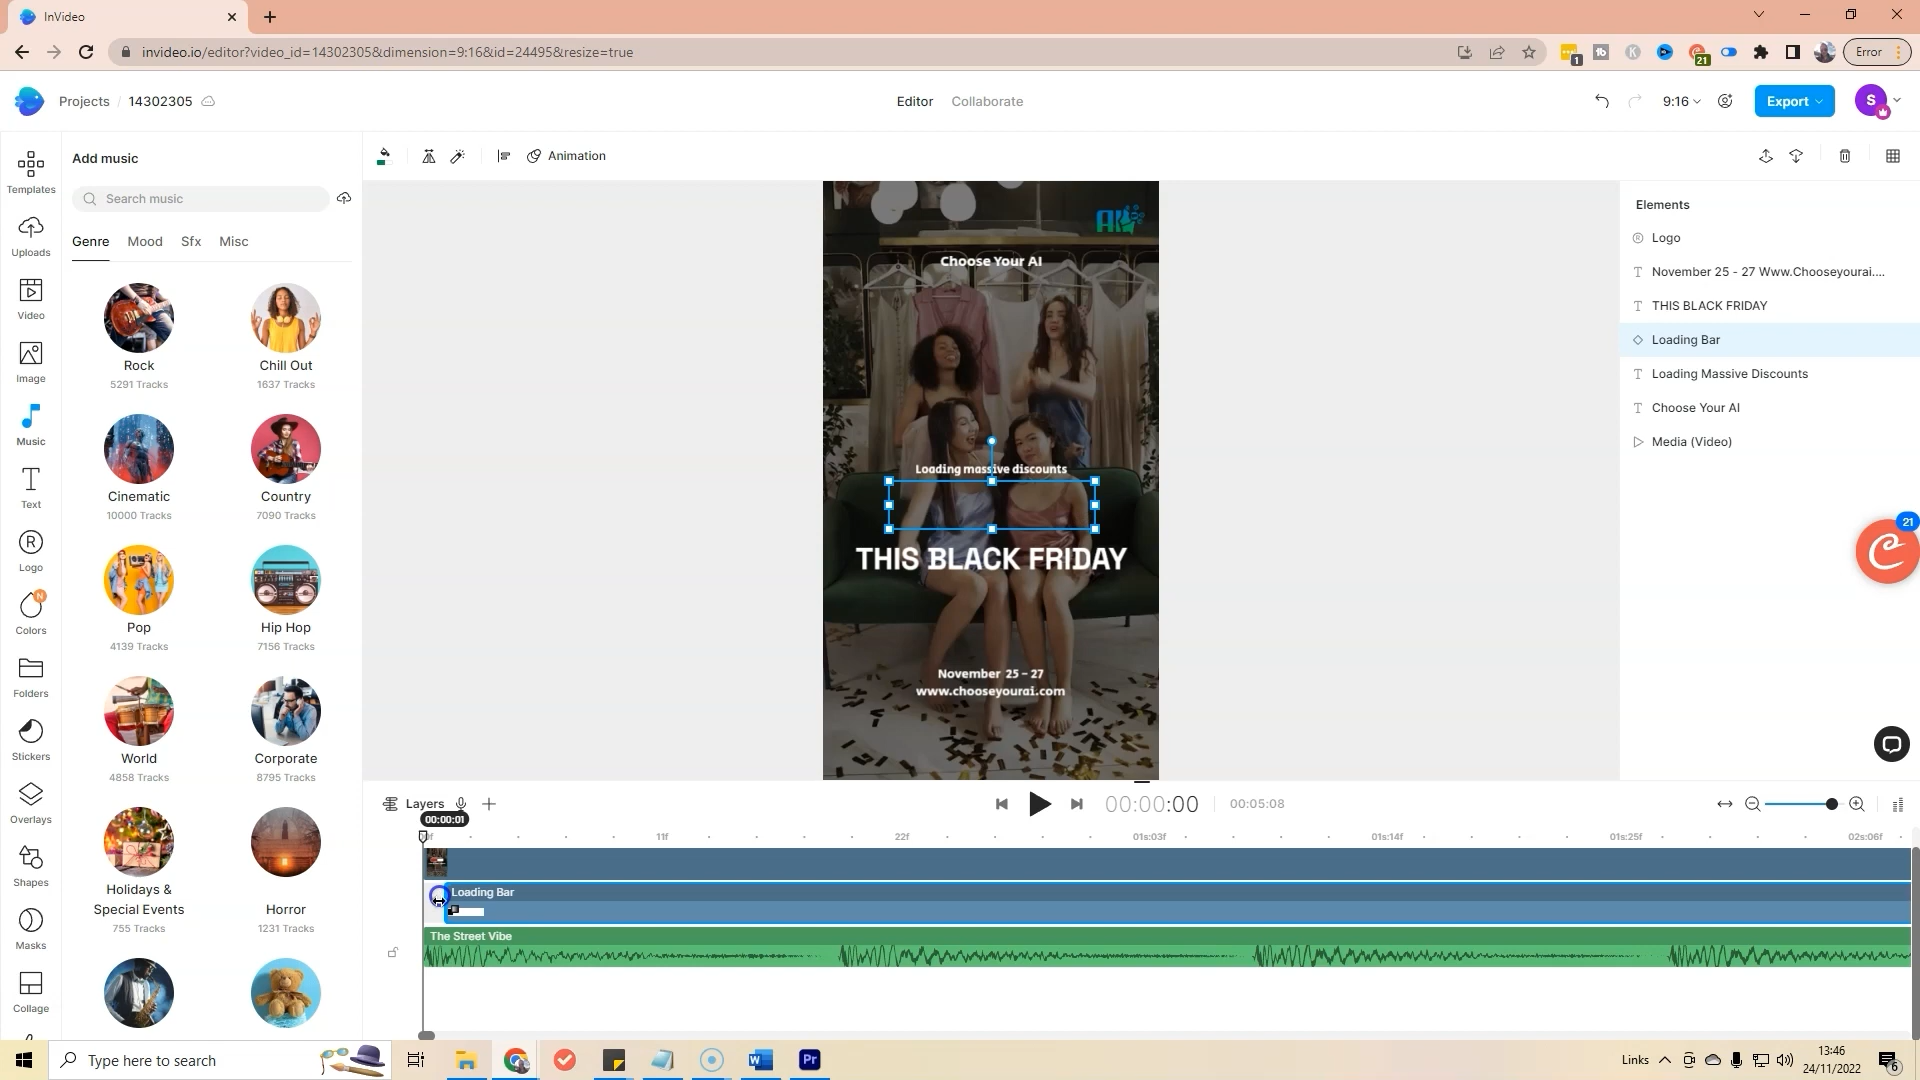 InVideo
invideo.io/editor?video_id=14302305&dimension=9:16&id=24495&resize=true
1
21
Error
Projects / 14302305
Editor
Collaborate
9:16
Export
S
Add music
Animation
Search music
Genre
Mood
Sfx
Misc
Templates
Uploads
Video
Image
Music
Text
R
Logo
N
Colors
Folders
Stickers
Overlays
Shapes
Masks
Collage
Rock
5291 Tracks
Chill Out
1637 Tracks
Cinematic
10000 Tracks
Country
7090 Tracks
Pop
4139 Tracks
Hip Hop
7156 Tracks
World
4858 Tracks
Corporate
8795 Tracks
Holidays &
Special Events
755 Tracks
Horror
1231 Tracks
Choose Your AI
Loading massive discounts
THIS BLACK FRIDAY
November 25 - 27
www.chooseyourai.com
Elements
Logo
November 25 - 27 Www.Chooseyourai....
THIS BLACK FRIDAY
Loading Bar
Loading Massive Discounts
Choose Your AI
Media (Video)
21
Layers
00:00:00
00:05:08
00:00:01
11f
22f
01s:03f
01s:14f
01s:25f
02s:06f
Loading Bar
The Street Vibe
Type here to search
W
Pr
Links
13:46
24/11/2022
6